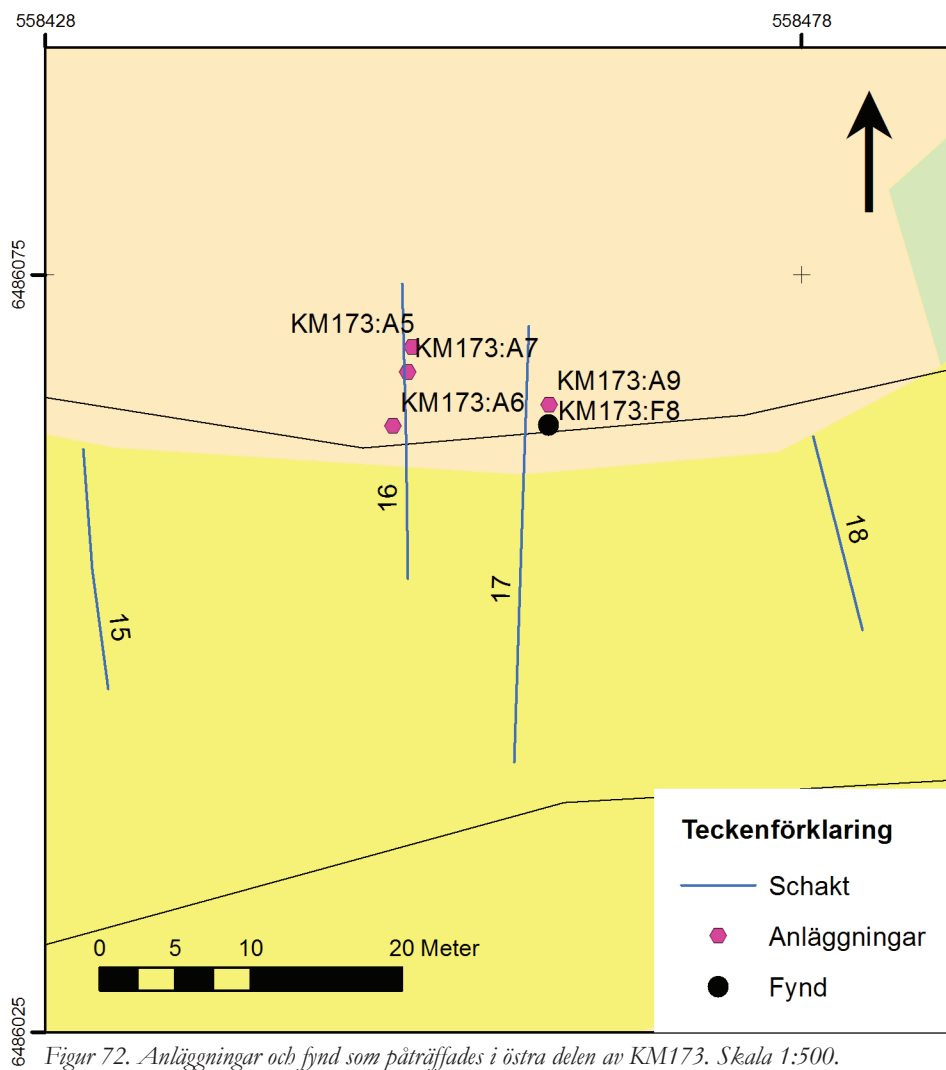 558428
558478
6486075
KM173:A5
KM173:A7
KM173:A9
KM173:A6
KM173:F8
16
18
17
15
Teckenförklaring
Schakt
Anläggningar
Fynd
0 5 10 20 Meter
6486025
Figur 72. Anläggningar och fynd som påträffades i östra delen av KM173. Skala 1:500.